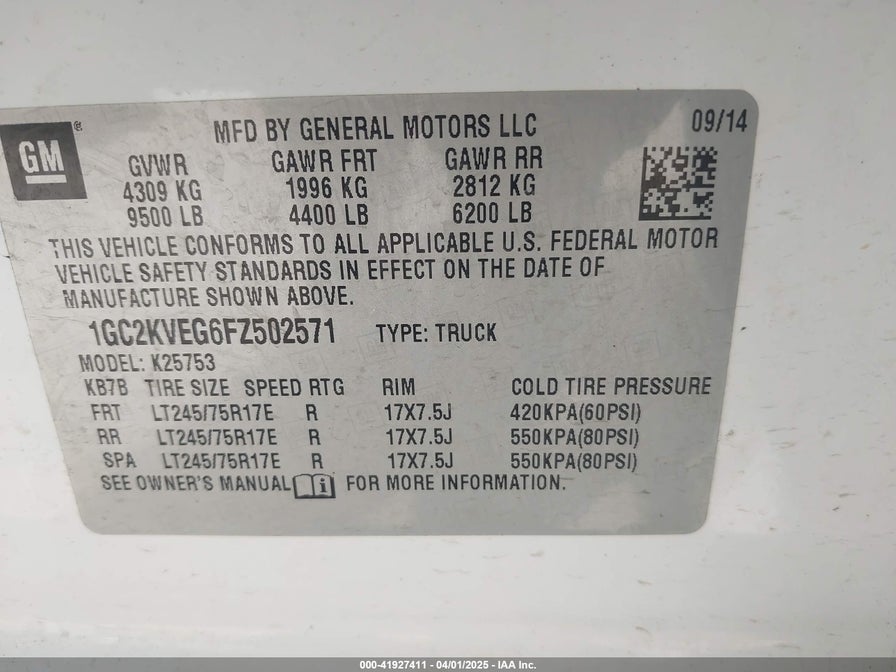 GM ®
MFD BY GENERAL MOTORS LLC 09/14
GVWR GAWR FRT GAWR RR
4309 KG 1996 KG 2812 KG
9500 LB 4400 LB 6200 LB
THIS VEHICLE CONFORMS TO ALL APPLICABLE U.S. FEDERAL MOTOR
VEHICLE SAFETY STANDARDS IN EFFECT ON THE DATE OF
MANUFACTURE SHOWN ABOVE.
1GC2KVEG6FZ502571 TYPE: TRUCK
MODEL: K25753
KB7B TIRE SIZE SPEED RTG RIM COLD TIRE PRESSURE
FRT LT245/75R17E R 17X7.5J 420KPA(60PSI)
RR LT245/75R17E R 17X7.5J 550KPA(80PSI)
SPA LT245/75R17E R 17X7.5J 550KPA(80PSI)
SEE OWNER'S MANUAL i FOR MORE INFORMATION.
000-41927411 - 04/01/2025 - IAA Inc.